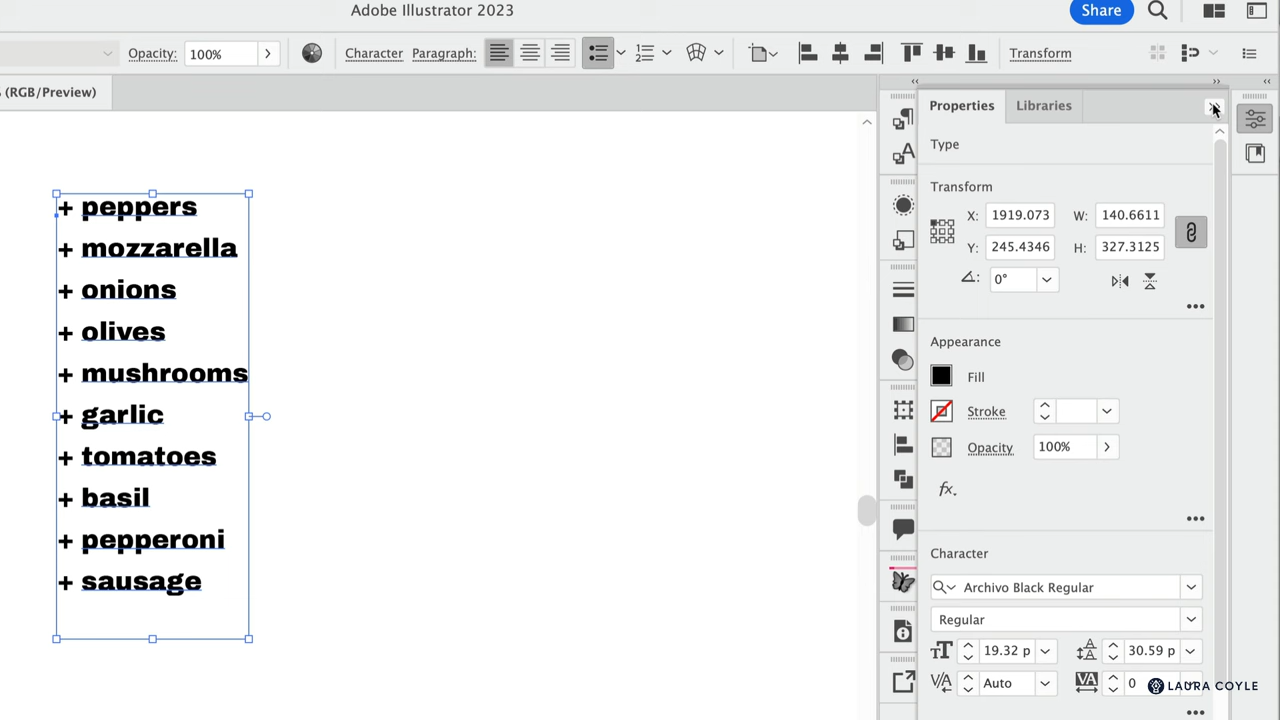 Adobe Illustrator 2023
Share
Opacity: 100% Character Paragraph: Transform
(RGB/Preview)
Properties Libraries
Type
Transform
X: 1919.073 W: 140.6611
Y: 245.4346 H: 327.3125
0°
Appearance
Fill
Stroke
Opacity 100%
fx.
Character
Archivo Black Regular
Regular
19.32 p 30.59 p
Auto 0
LAURA COYLE
+ peppers
+ mozzarella
+ onions
+ olives
+ mushrooms
+ garlic
+ tomatoes
+ basil
+ pepperoni
+ sausage